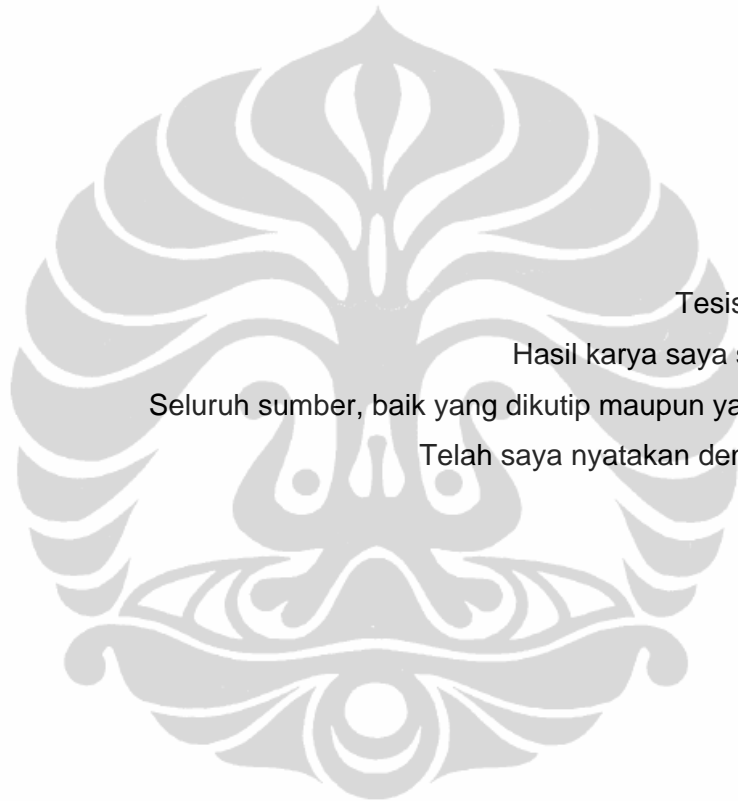 Tesis
Hasil karya saya s
Seluruh sumber, baik yang dikutip maupun ya
Telah saya nyatakan der